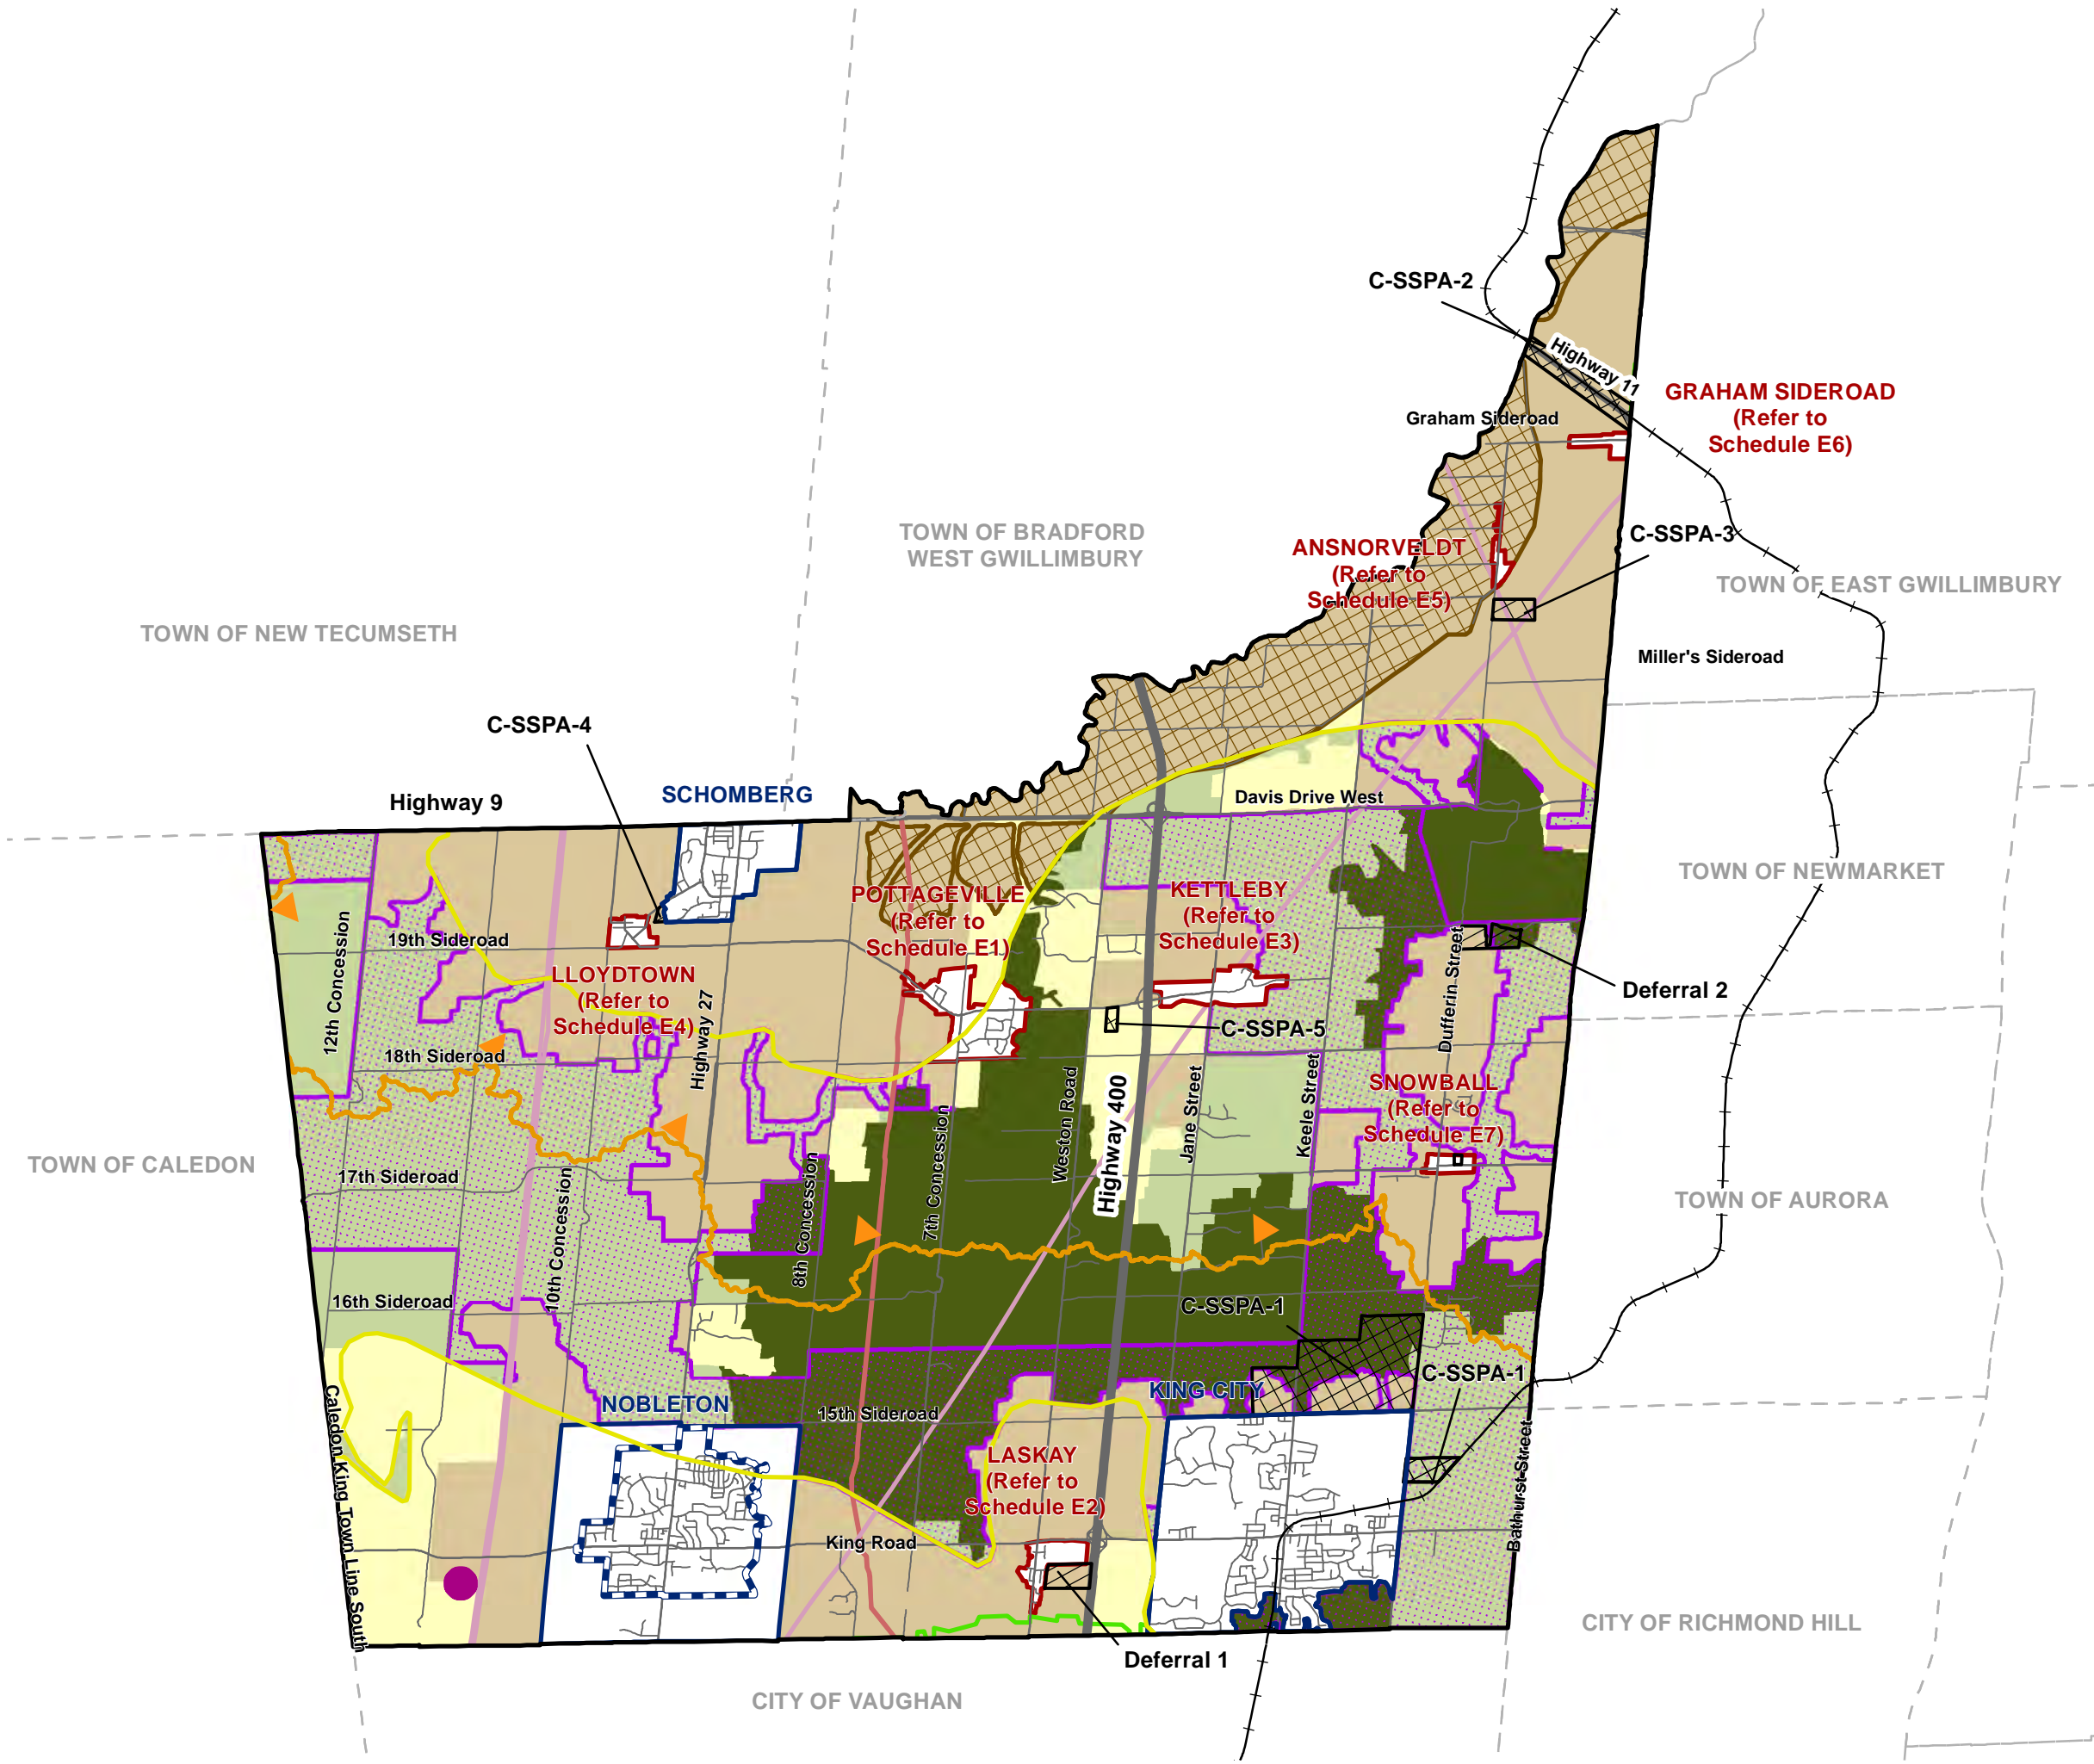 C-SSPA-2
Highway 11
GRAHAM SIDEROAD
(Refer to
Schedule E6)
Graham Sideroad
TOWN OF BRADFORD
WEST GWILLIMBURY
C-SSPA-3
ANSNORVELDT
(Refer to
Schedule E5)
TOWN OF EAST GWILLIMBURY
TOWN OF NEW TECUMSETH
Miller's Sideroad
C-SSPA-4
SCHOMBERG
Highway 9
Davis Drive West
TOWN OF NEWMARKET
POTTAGEVILLE
(Refer to
Schedule E1)
KETTLEBY
(Refer to
Schedule E3)
12th Concession
19th Sideroad
LLOYDTOWN
(Refer to
Schedule E4)
Highway 27
Dufferin Street
Deferral 2
C-SSPA-5
18th Sideroad
SNOWBALL
(Refer to
Schedule E7)
Weston Road
Highway 400
Jane Street
Keele Street
7th Concession
TOWN OF CALEDON
17th Sideroad
10th Concession
8th Concession
TOWN OF AURORA
16th Sideroad
C-SSPA-1
C-SSPA-1
KING CITY
NOBLETON
15th Sideroad
Caledon King Town Line South
LASKAY
(Refer to
Schedule E2)
King Road
Bathurst Street
CITY OF RICHMOND HILL
Deferral 1
CITY OF VAUGHAN